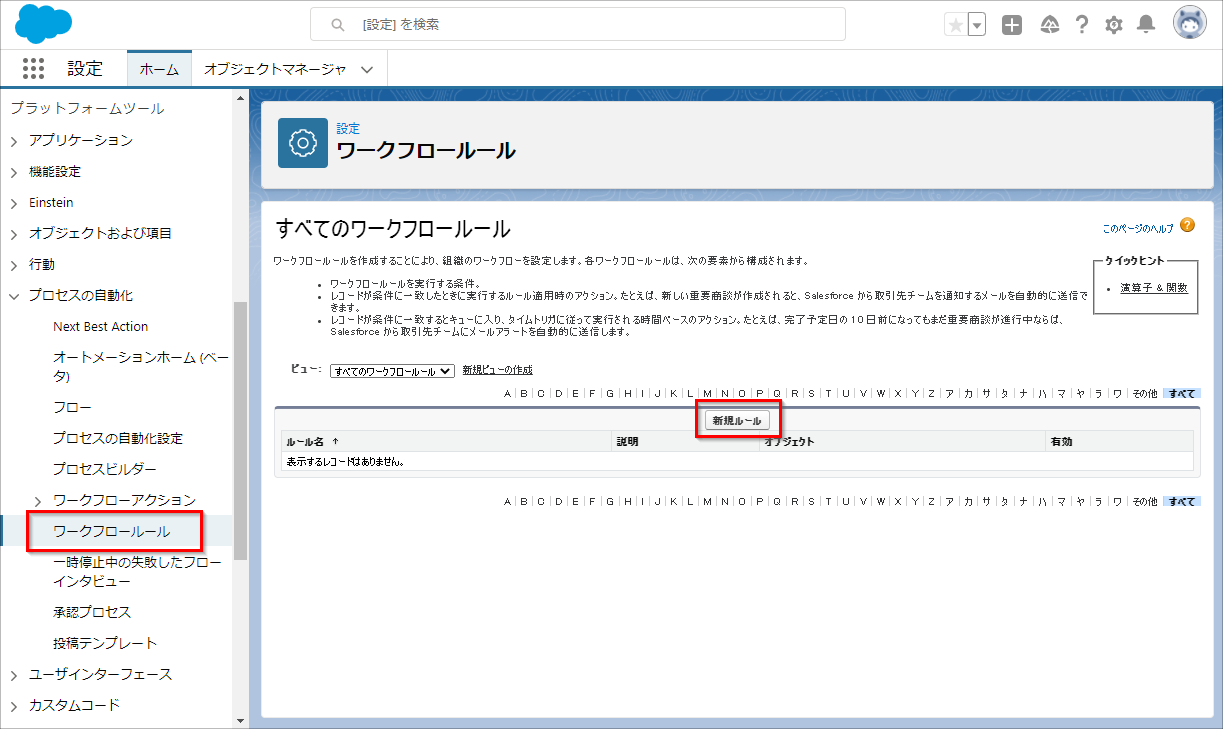 [設定] を検索
設定
ホーム
オブジェクトマネージャ
プラットフォームツール
アプリケーション
機能設定
Einstein
オブジェクトおよび項目
行動
プロセスの自動化
Next Best Action
オートメーションホーム (ベー
タ)
フロー
プロセスの自動化設定
プロセスビルダー
ワークフローアクション
ワークフロールール
一時停止中の失敗したフロー
インタビュー
承認プロセス
投稿テンプレート
ユーザインターフェース
カスタムコード
設定
ワークフロールール
すべてのワークフロールール
このページのヘルプ
ワークフロールールを作成することにより、組織のワークフローを設定します。各ワークフロールールは、次の要素から構成されます。
• ワークフロールールを実行する条件。
• レコードが条件に一致したときに実行するルール適用時のアクション。たとえば、新しい重要商談が作成されると、Salesforce から取引先チームを通知するメールを自動的に送信で
きます。
• レコードが条件に一致するとキューに入り、タイムトリガに従って実行される時間ベースのアクション。たとえば、完了予定日の 10 日前になってもまだ重要商談が進行中ならば、
Salesforce から取引先チームにメールアラートを自動的に送信します。
クイックヒント
• 演算子 & 関数
ビュー: すべてのワークフロールール 新規ビューの作成
A | B | C | D | E | F | G | H | I | J | K | L | M | N | O | P | Q | R | S | T | U | V | W | X | Y | Z | ア | カ | サ | タ | ナ | ハ | マ | ヤ | ラ | ワ | その他 | すべて
新規ルール
ルール名 ↑ 説明 オブジェクト 有効
表示するレコードはありません。
A | B | C | D | E | F | G | H | I | J | K | L | M | N | O | P | Q | R | S | T | U | V | W | X | Y | Z | ア | カ | サ | タ | ナ | ハ | マ | ヤ | ラ | ワ | その他 | すべて